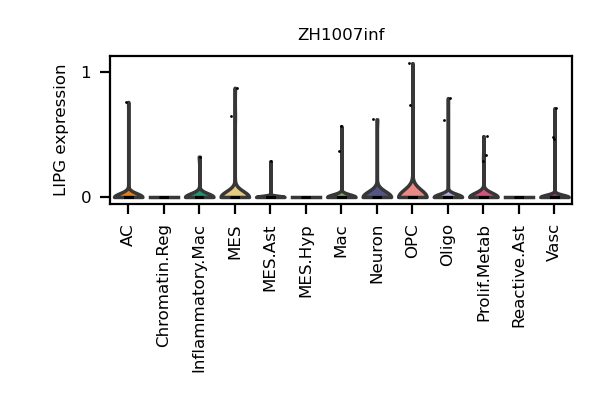 ZH1007inf
LIPG expression
1
0
AC
Chromatin.Reg
Inflammatory.Mac
MES
MES.Ast
MES.Hyp
Mac
Neuron
OPC
Oligo
Prolif.Metab
Reactive.Ast
Vasc